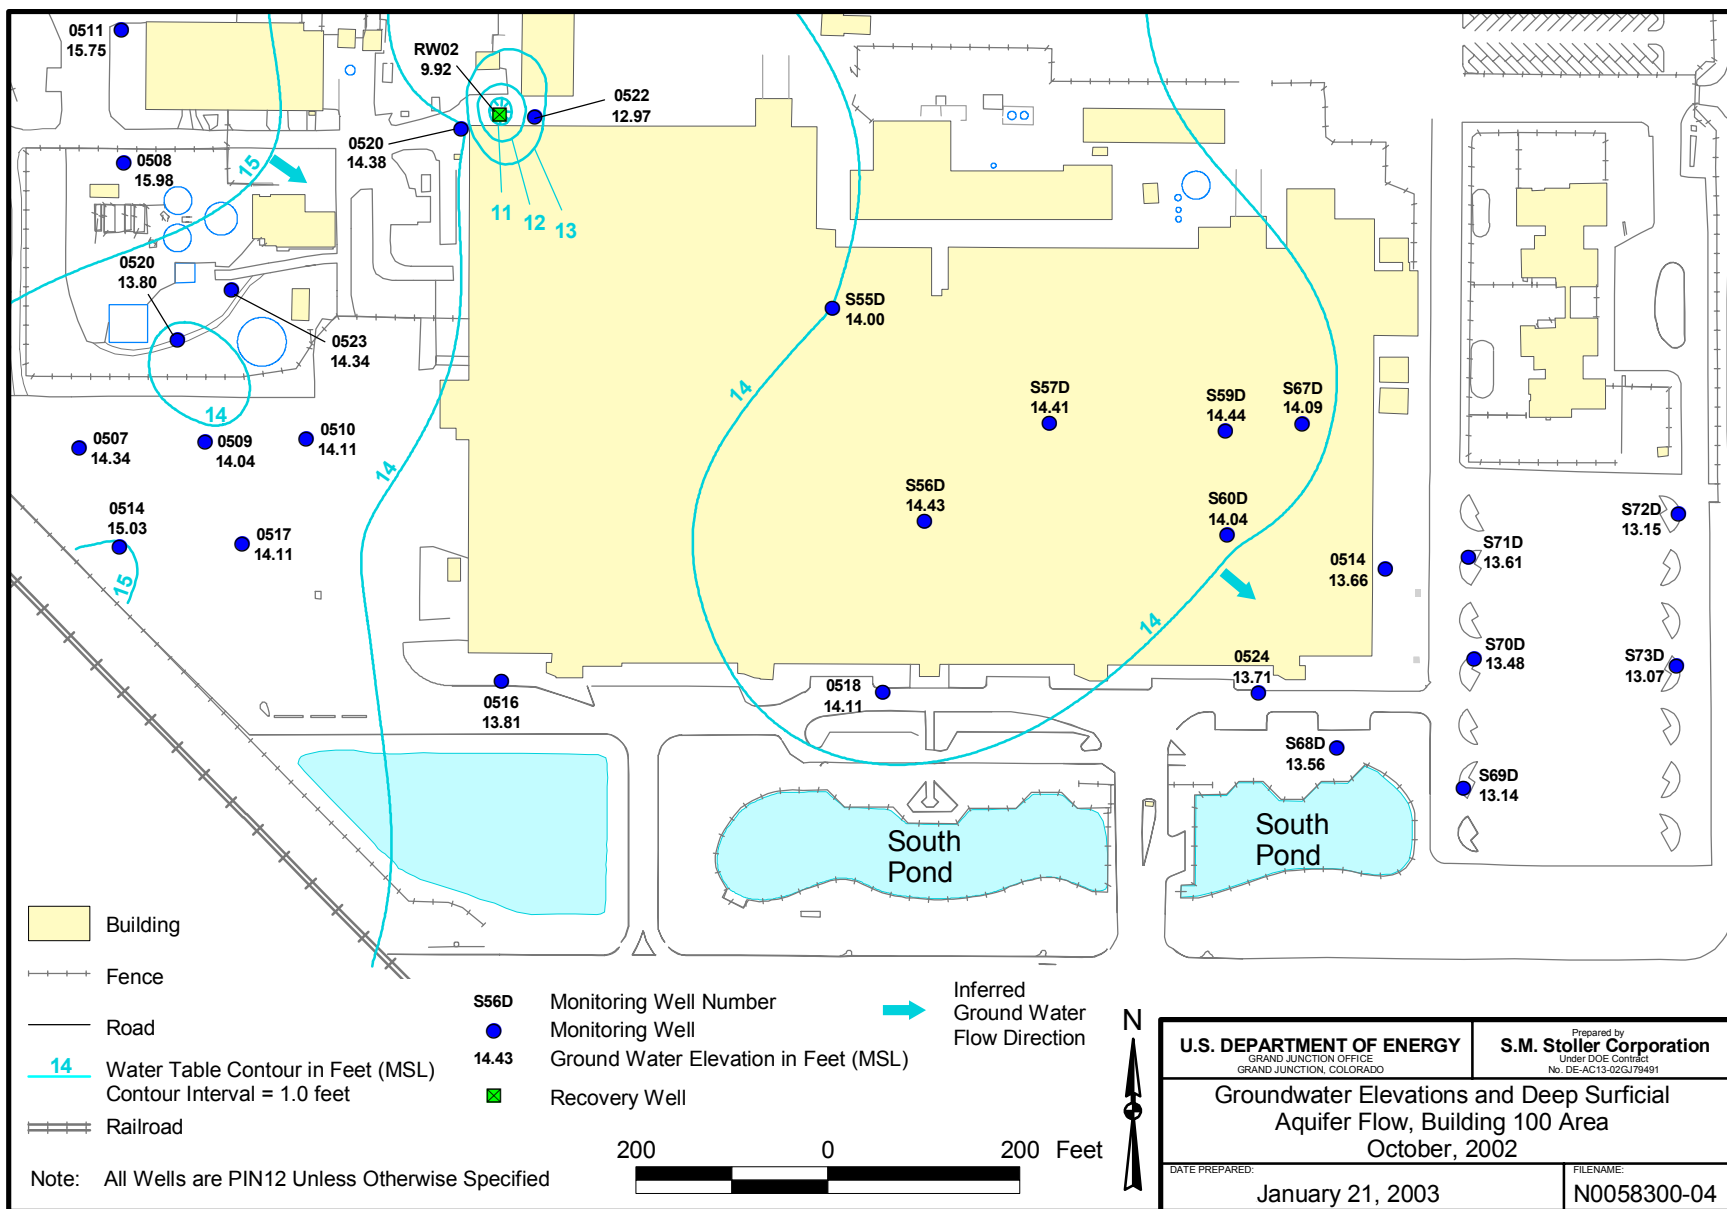 0511
15.75
RW02
9.92
0522
12.97
0520
14.38
0508
15.98
15
11
12
13
0520
13.80
0523
14.34
S55D
14.00
14
14
14
S57D
14.41
S59D
14.44
S67D
14.09
0507
14.34
0509
14.04
0510
14.11
S56D
14.43
S60D
14.04
0514
15.03
0517
14.11
15
0514
13.66
S72D
13.15
S71D
13.61
14
S70D
13.48
S73D
13.07
0524
13.71
0516
13.81
0518
14.11
S68D
13.56
S69D
13.14
South
Pond
South
Pond
Building
Fence
Road
14
Water Table Contour in Feet (MSL)
Contour Interval = 1.0 feet
Railroad
Note: All Wells are PIN12 Unless Otherwise Specified
S56D Monitoring Well Number
Monitoring Well
14.43 Ground Water Elevation in Feet (MSL)
Recovery Well
Inferred
Ground Water
Flow Direction
200 0 200 Feet
N
U.S. DEPARTMENT OF ENERGY
GRAND JUNCTION OFFICE
GRAND JUNCTION, COLORADO
Prepared by
S.M. Stoller Corporation
Under DOE Contract
No. DE-AC13-02GJ79491
Groundwater Elevations and Deep Surficial
Aquifer Flow, Building 100 Area
October, 2002
DATE PREPARED:
January 21, 2003
FILENAME:
N0058300-04